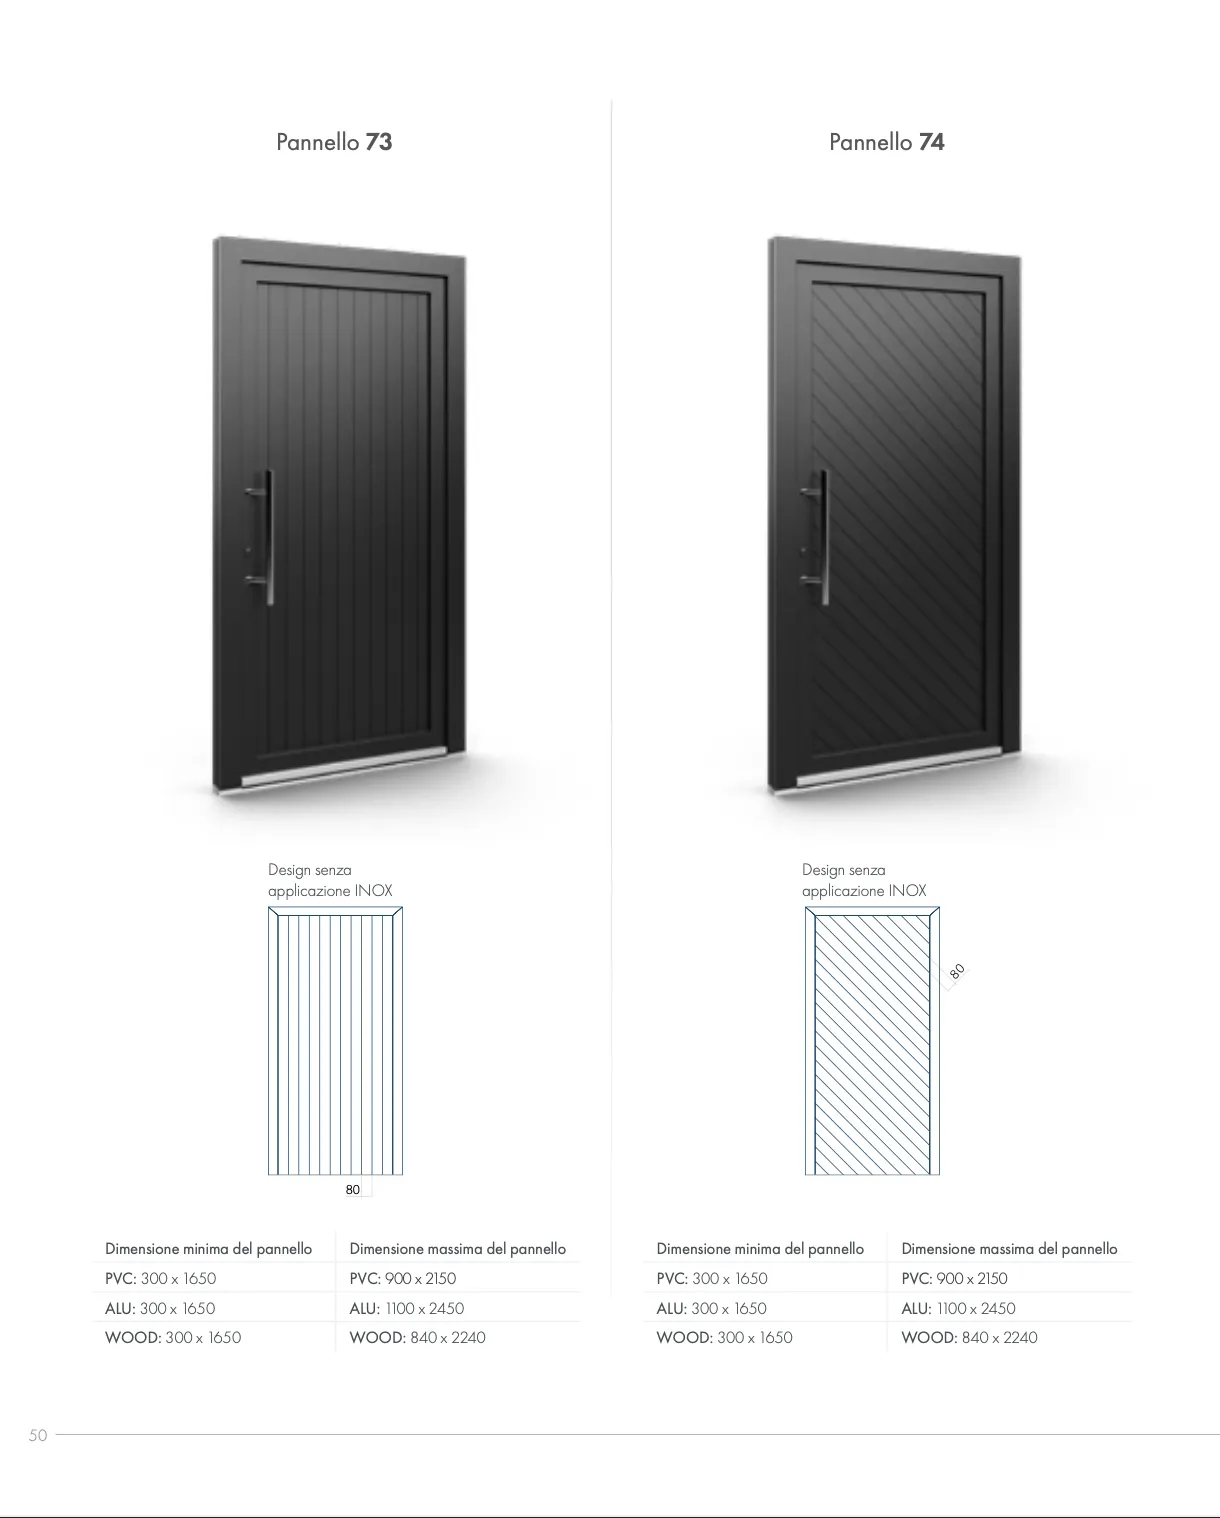 Pannello 73
Design senza
applicazione INOX
80
Dimensione minima del pannello
Dimensione massima del pannello
PVC: 300 x 1650
PVC: 900 x 2150
ALU: 300 x 1650
ALU: 1100 x 2450
WOOD: 300 x 1650
WOOD: 840 x 2240
Pannello 74
Design senza
applicazione INOX
80
Dimensione minima del pannello
Dimensione massima del pannello
PVC: 300 x 1650
PVC: 900 x 2150
ALU: 300 x 1650
ALU: 1100 x 2450
WOOD: 300 x 1650
WOOD: 840 x 2240
50